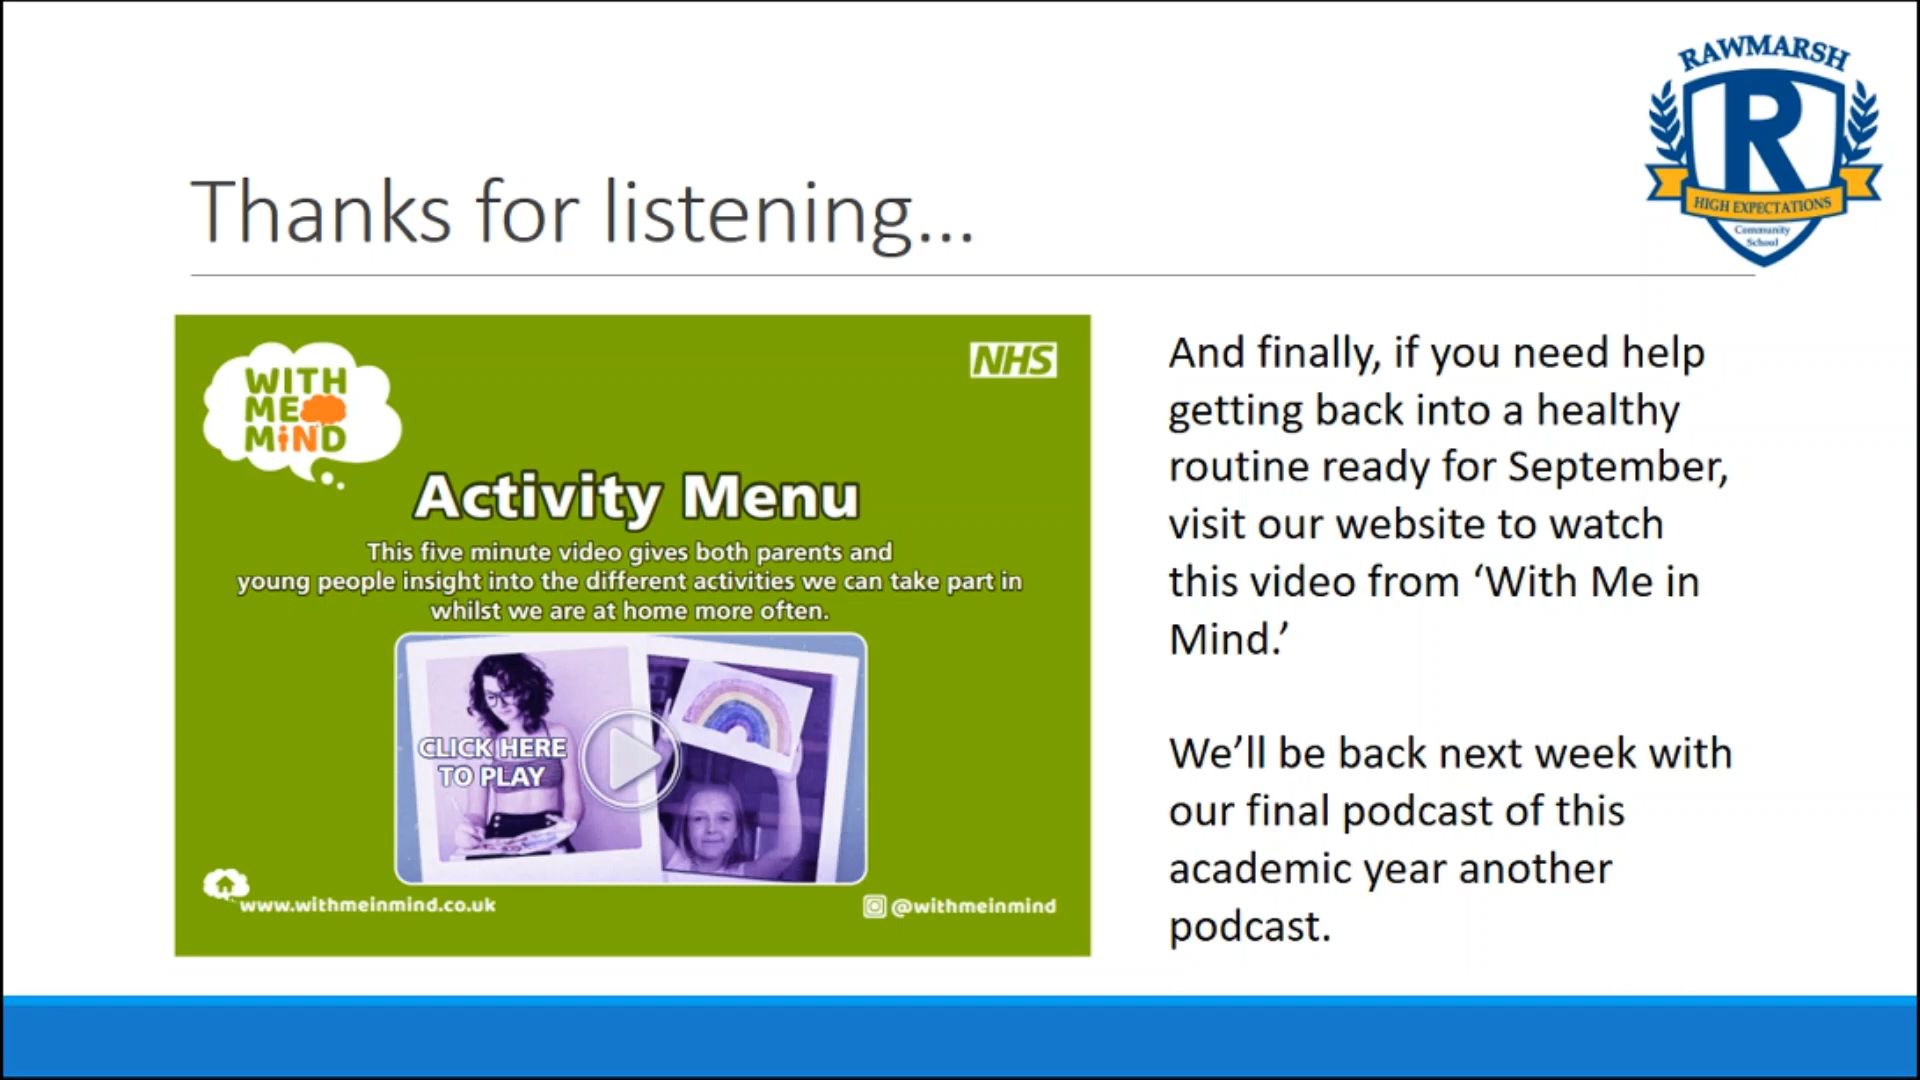 RAWMARSH
R
HIGH EXPECTATIONS
Community
School
Thanks for listening...
WITH
ME
MiND
NHS
Activity Menu
This five minute video gives both parents and
young people insight into the different activities we can take part in
whilst we are at home more often.
CLICK HERE
TO PLAY
www.withmeinmind.co.uk
@withmeinmind
And finally, if you need help
getting back into a healthy
routine ready for September,
visit our website to watch
this video from ‘With Me in
Mind.’
We’ll be back next week with
our final podcast of this
academic year another
podcast.